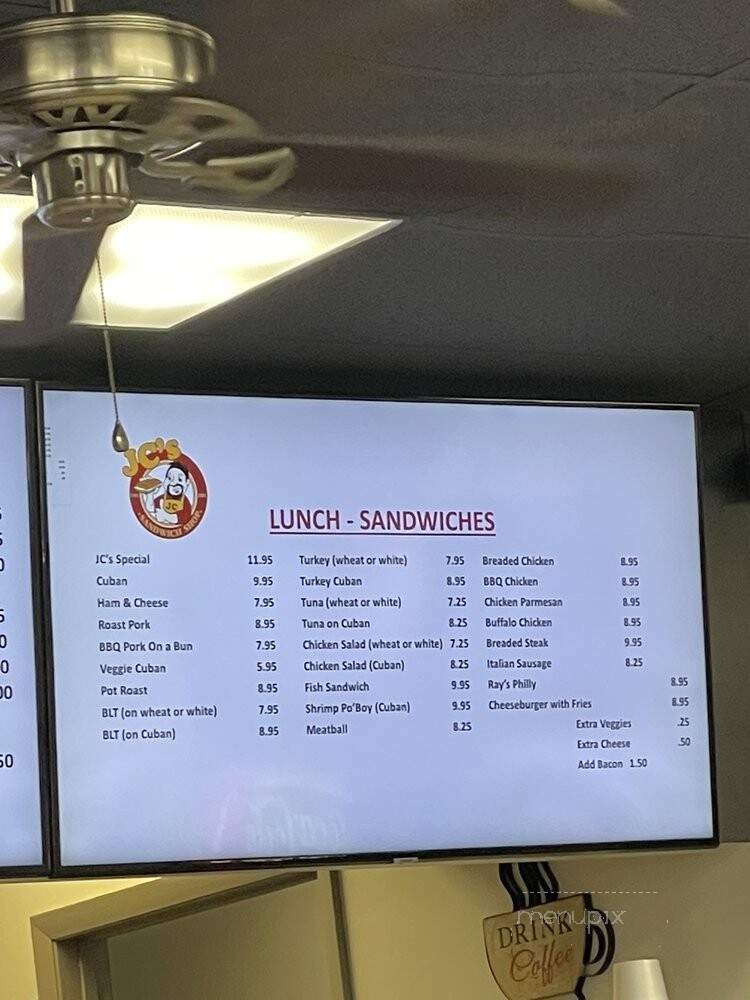 JC's
JC
SANDWICH SHOP
LUNCH - SANDWICHES
JC's Special 11.95
Cuban 9.95
Ham & Cheese 7.95
Roast Pork 8.95
BBQ Pork On a Bun 7.95
Veggie Cuban 5.95
Pot Roast 8.95
BLT (on wheat or white) 7.95
BLT (on Cuban) 8.95
Turkey (wheat or white) 7.95
Turkey Cuban 8.95
Tuna (wheat or white) 7.25
Tuna on Cuban 8.25
Chicken Salad (wheat or white) 7.25
Chicken Salad (Cuban) 8.25
Fish Sandwich 9.95
Shrimp Po'Boy (Cuban) 9.95
Meatball 8.25
Breaded Chicken 8.95
BBQ Chicken 8.95
Chicken Parmesan 8.95
Buffalo Chicken 8.95
Breaded Steak 9.95
Italian Sausage 8.25
Ray's Philly 8.95
Cheeseburger with Fries 8.95
Extra Veggies .25
Extra Cheese .50
Add Bacon 1.50
menupix
DRINK
Coffee